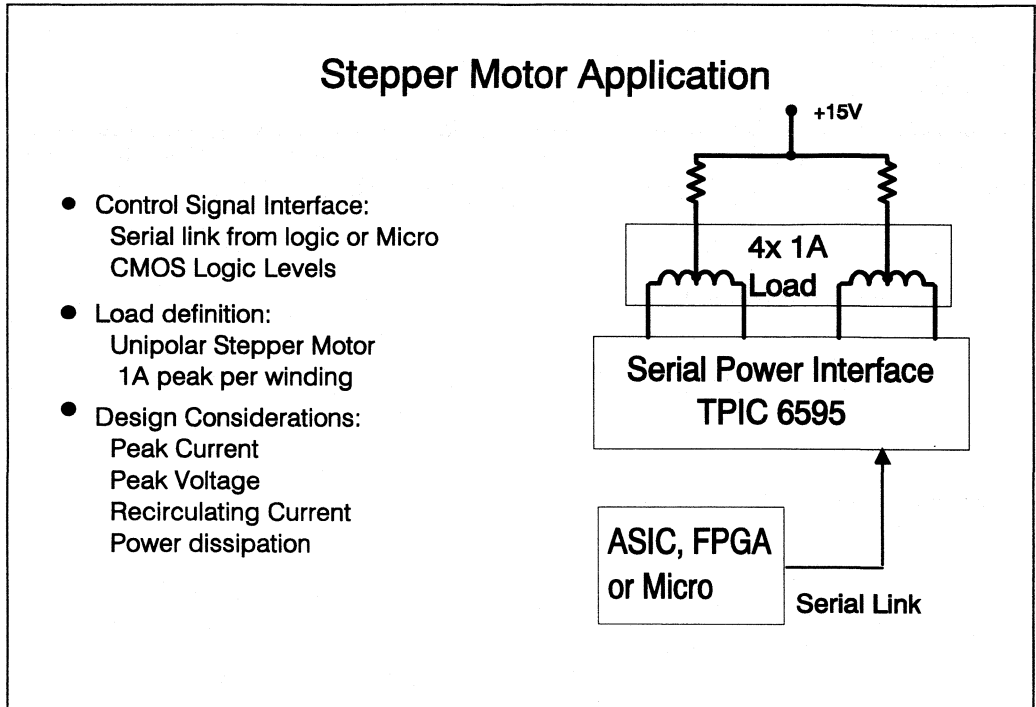 Stepper Motor Application
● Control Signal Interface:
Serial link from logic or Micro
CMOS Logic Levels
● Load definition:
Unipolar Stepper Motor
1A peak per winding
● Design Considerations:
Peak Current
Peak Voltage
Recirculating Current
Power dissipation
+15V
4x 1A
Load
Serial Power Interface
TPIC 6595
ASIC, FPGA
or Micro
Serial Link